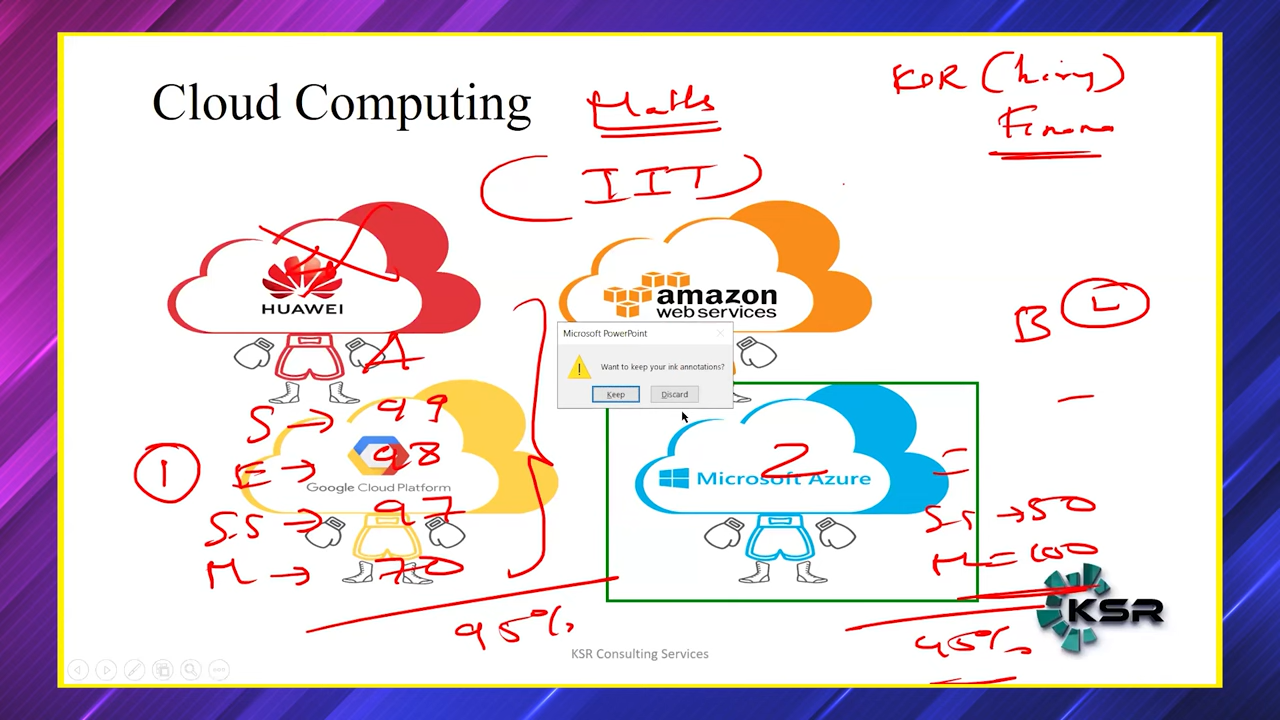 Cloud Computing
Maths
KSR (hiring)
Finance
(IIT)
HUAWEI
amazon
web services
Microsoft PowerPoint
Want to keep your ink annotations?
Keep
Discard
A
B
S → 99
1
E → 98
Google Cloud Platform
S.S → 97
M → 70
95%
2
Microsoft Azure
S.S → 50
M = 100
KSR
45%
KSR Consulting Services